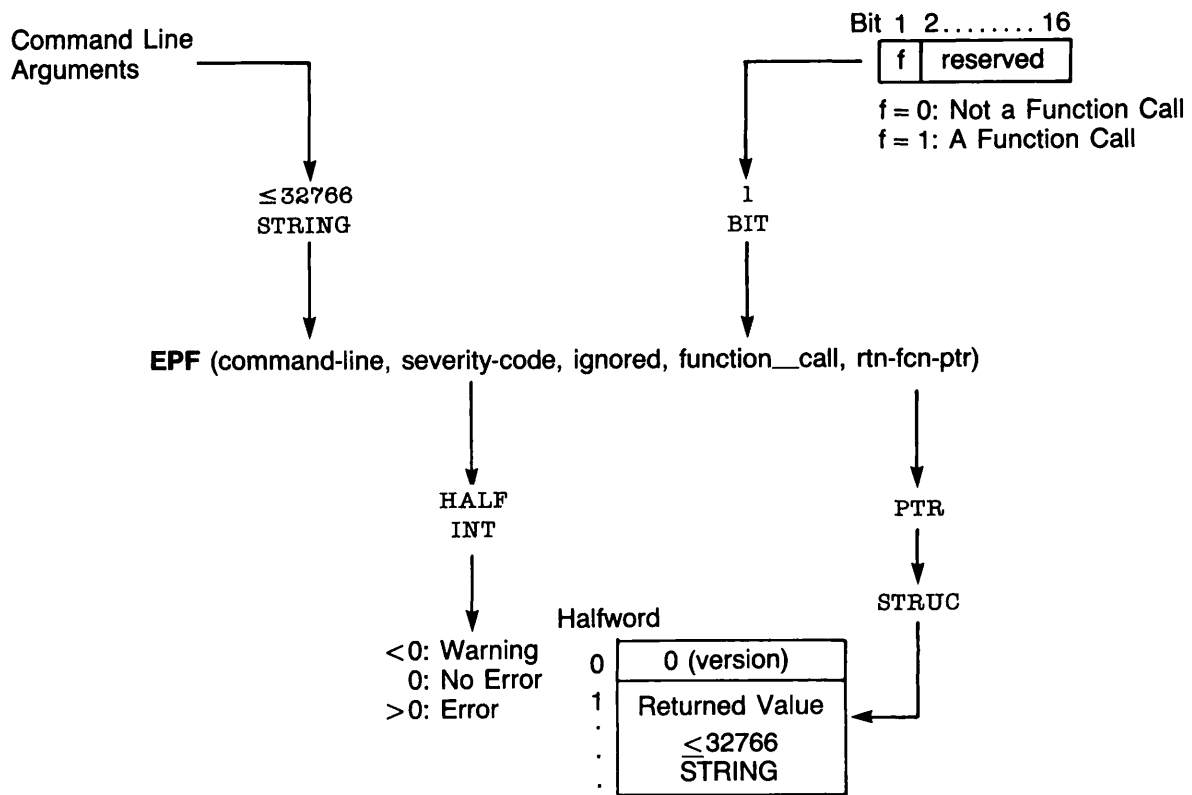 Command Line
Arguments
Bit 1 2........ 16
f reserved
f = 0: Not a Function Call
f = 1: A Function Call
≤32766
STRING
1
BIT
EPF (command-line, severity-code, ignored, function__call, rtn-fcn-ptr)
HALF
INT
PTR
STRUC
<0: Warning
0: No Error
>0: Error
Halfword
0 0 (version)
1 Returned Value
.
. ≤32766
. STRING